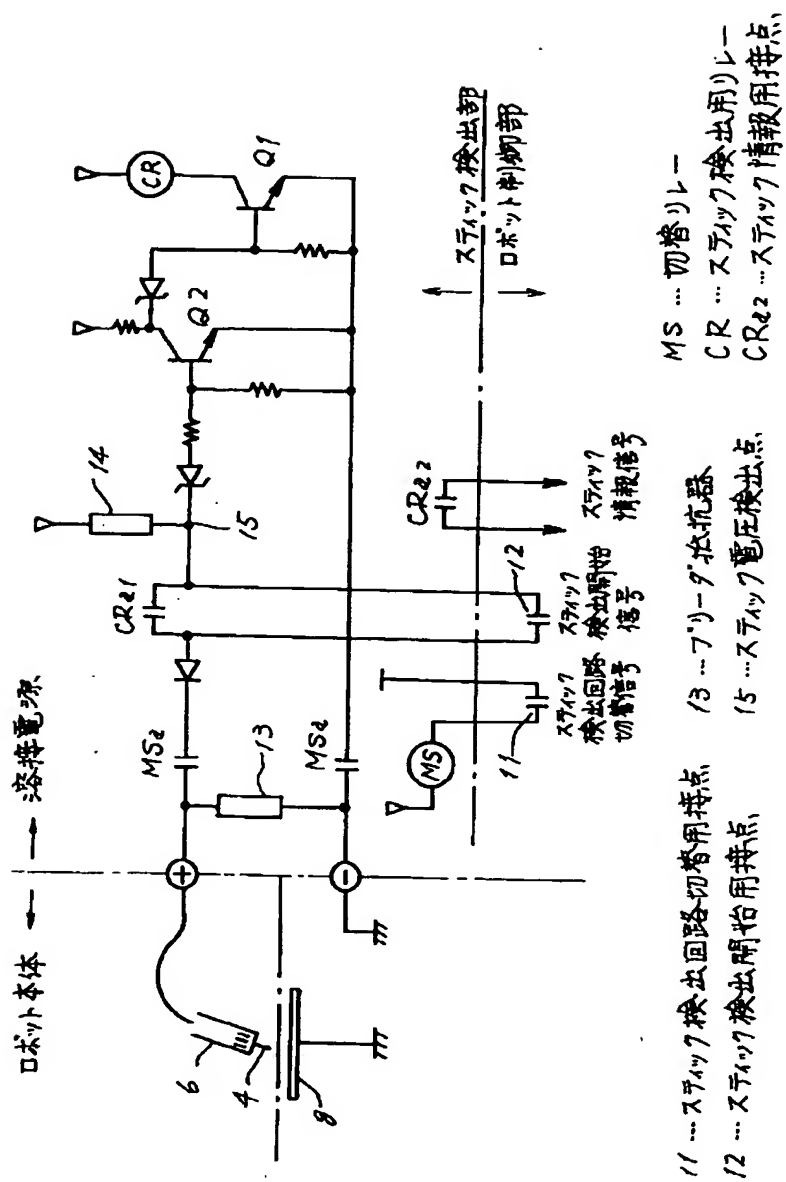 ロボット本体 ← → 溶接電源
6
4
8
+
-
MSa
13
MSa
CRa1
14
15
Q2
CR
Q1
MS
11
スティック
検出回路
切替信号
12
スティック
検出開始
信号
CRa2
スティック
情報信号
スティック検出部
ロボット制御部
11…スティック検出回路切替用接点
12…スティック検出開始用接点
13…ブリーダ抵抗器
15…スティック電圧検出点
MS…切替リレー
CR…スティック検出用リレー
CRa2…スティック情報用接点